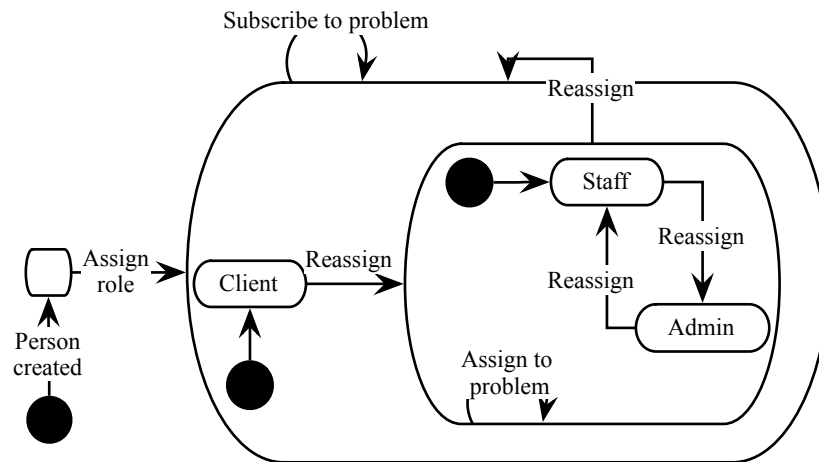 Subscribe to problem
Reassign
Staff
Reassign
Reassign
Assign
role
Client
Reassign
Admin
Person
created
Assign to
problem